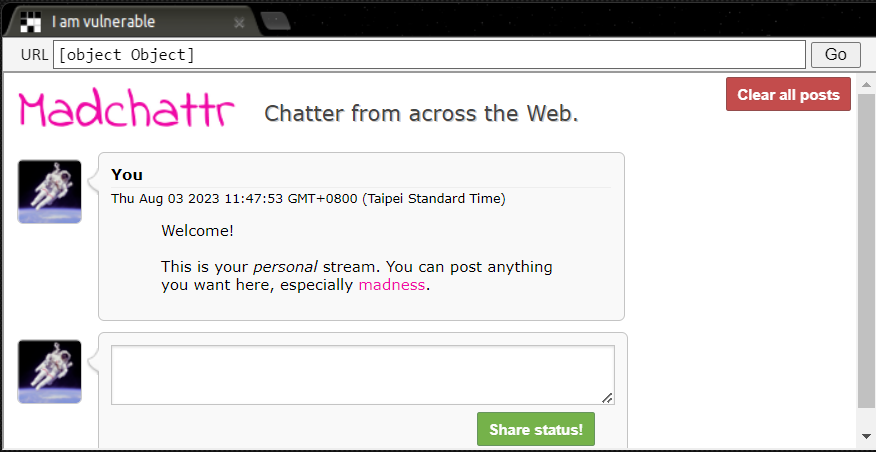 I am vulnerable
URL [object Object] Go
Madchattr
Chatter from across the Web.
Clear all posts
You
Thu Aug 03 2023 11:47:53 GMT+0800 (Taipei Standard Time)
Welcome!
This is your personal stream. You can post anything
you want here, especially madness.
Share status!